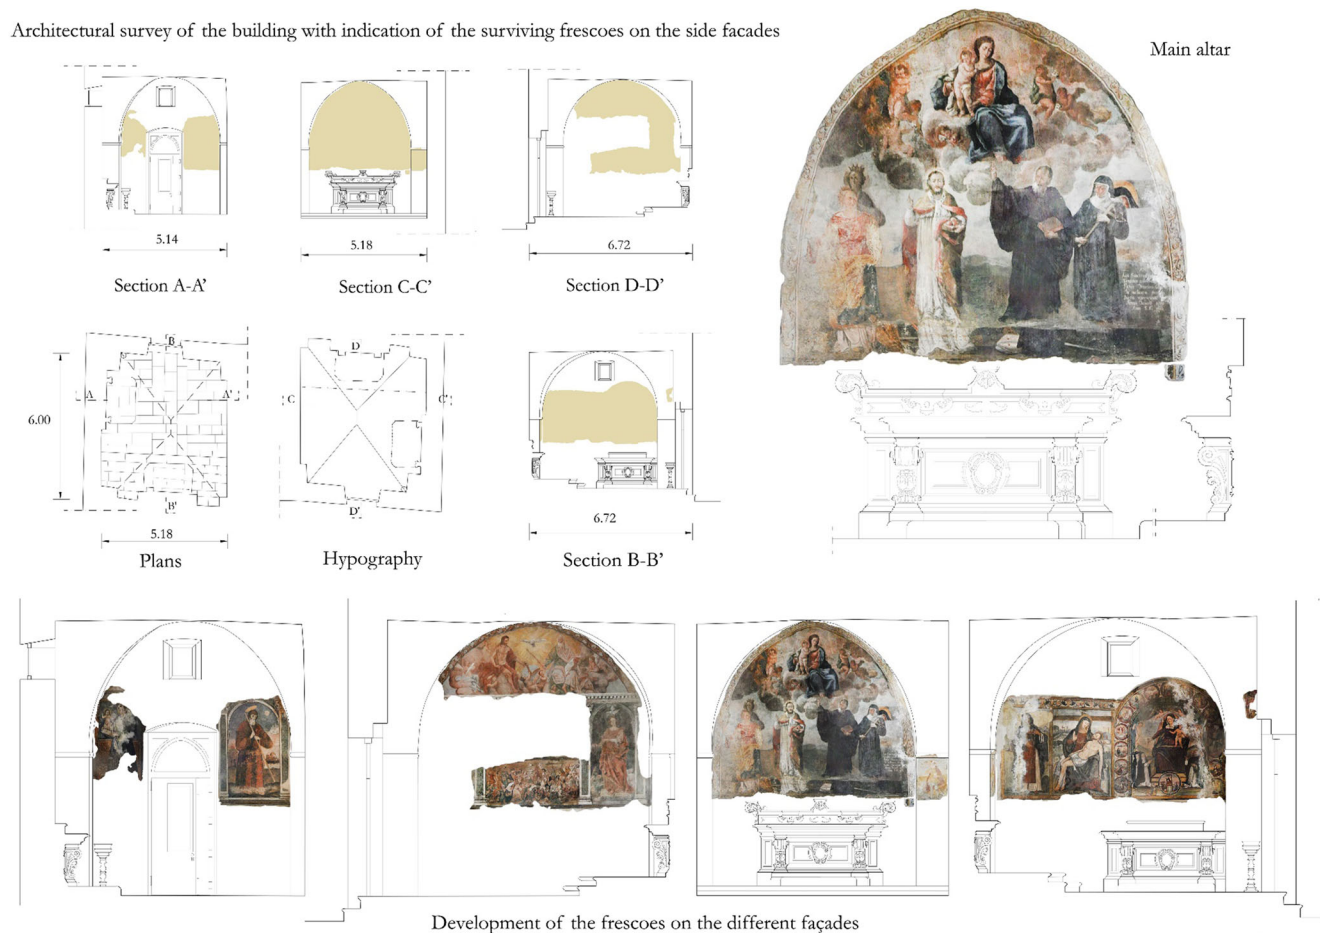 Architectural survey of the building with indication of the surviving frescoes on the side facades
Main altar
5.14
5.18
6.72
Section A-A’
Section C-C’
Section D-D’
B
D
A
A'
C
C'
6.00
B'
D'
5.18
6.72
Plans
Hypography
Section B-B’
Development of the frescoes on the different façades